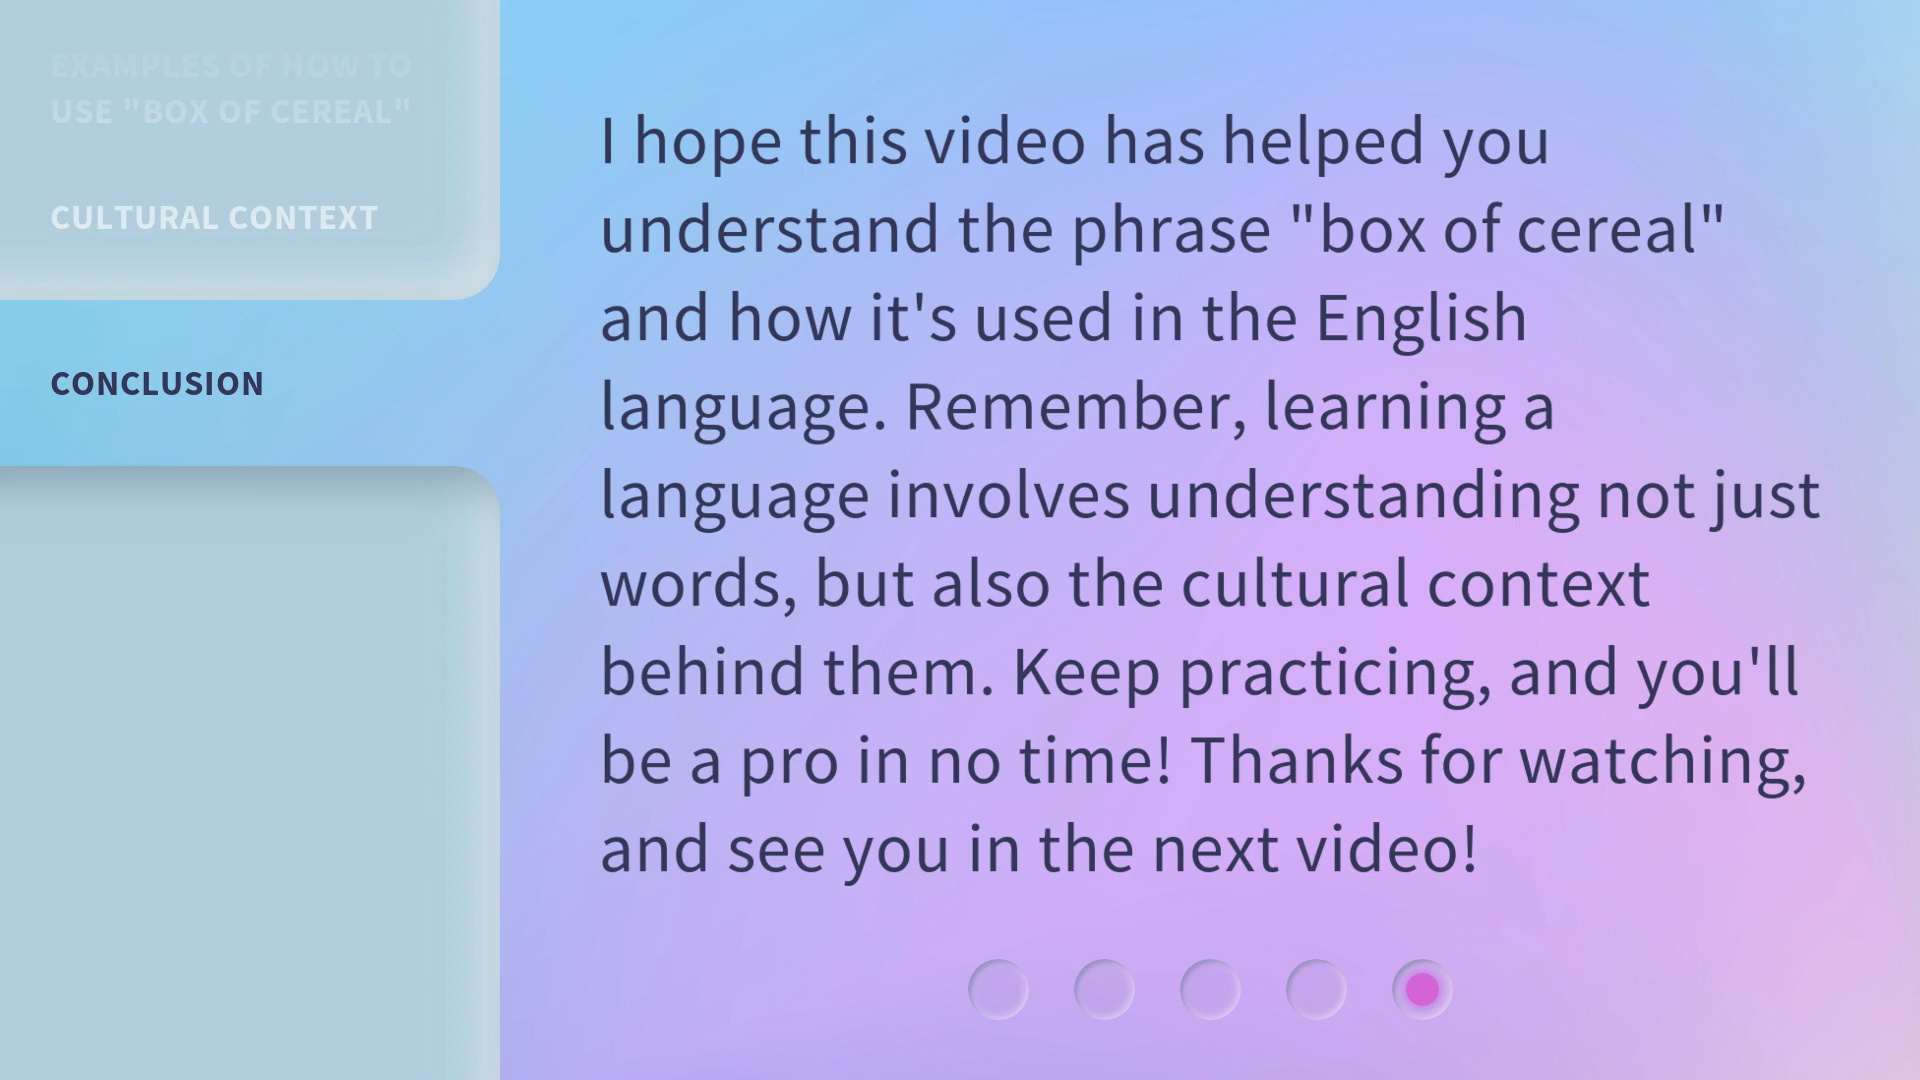 EXAMPLES OF HOW TO
USE "BOX OF CEREAL"
CULTURAL CONTEXT
CONCLUSION
I hope this video has helped you
understand the phrase "box of cereal"
and how it's used in the English
language. Remember, learning a
language involves understanding not just
words, but also the cultural context
behind them. Keep practicing, and you'll
be a pro in no time! Thanks for watching,
and see you in the next video!